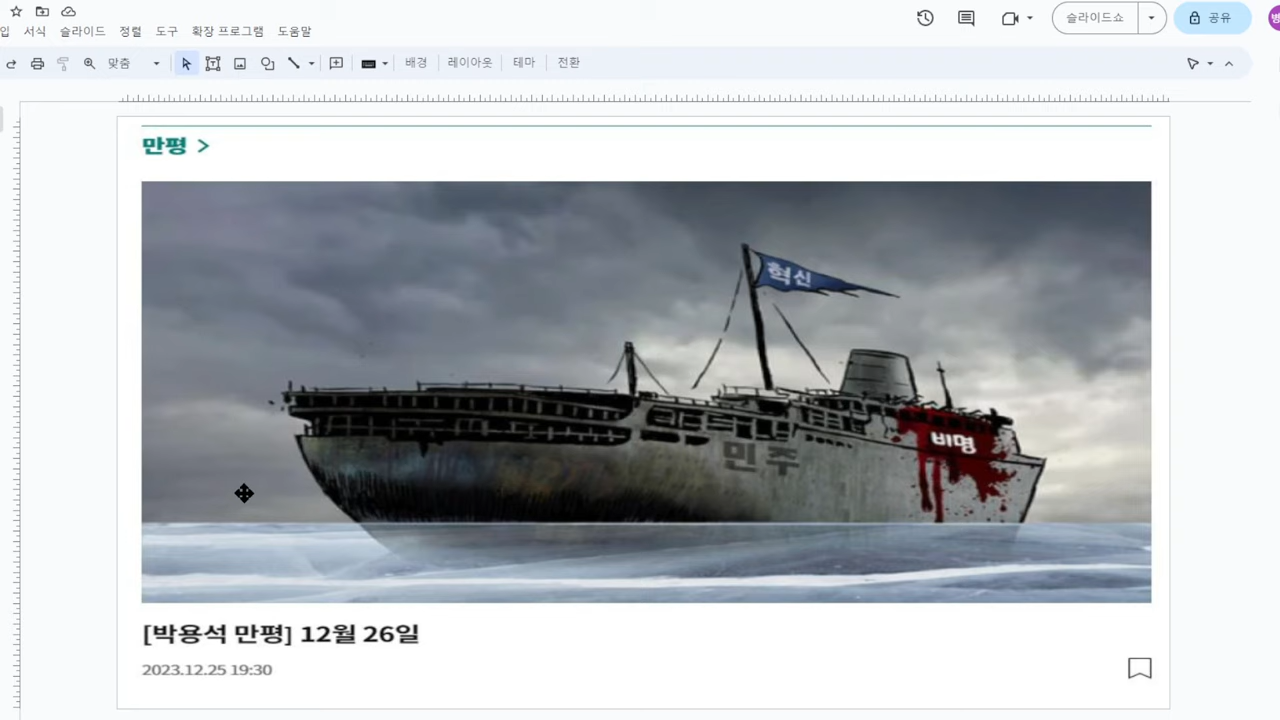 입 서식 슬라이드 정렬 도구 확장 프로그램 도움말
슬라이드쇼
공유
맞춤
배경 레이아웃 테마 전환
만평 >
혁신
민주
비명
[박용석 만평] 12월 26일
2023.12.25 19:30